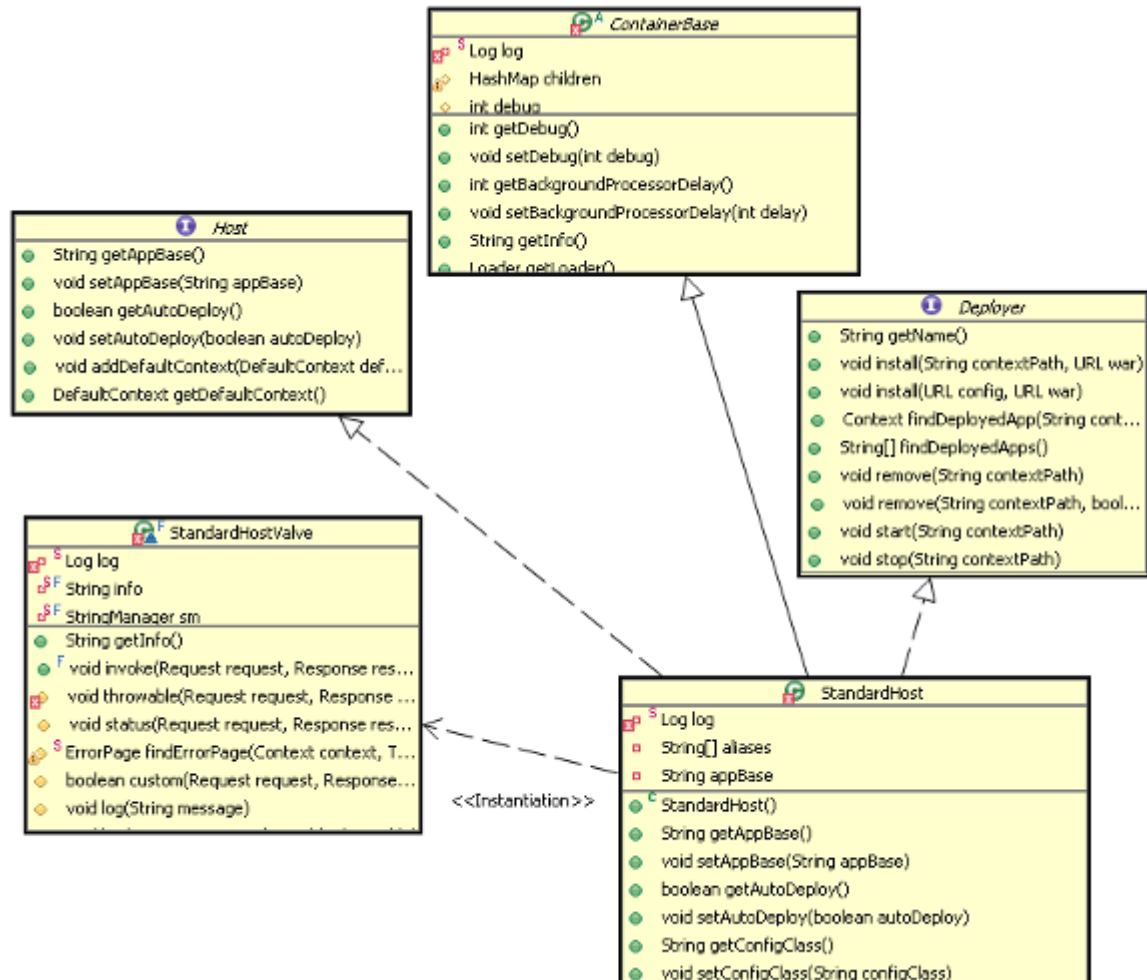 ContainerBase
Log log
HashMap children
int debug
int getDebug()
void setDebug(int debug)
int getBackgroundProcessorDelay()
void setBackgroundProcessorDelay(int delay)
String getInfo()
Loader getLoader()
Host
String getAppBase()
void setAppBase(String appBase)
boolean getAutoDeploy()
void setAutoDeploy(boolean autoDeploy)
void addDefaultContext(DefaultContext def...
DefaultContext getDefaultContext()
Deployer
String getName()
void install(String contextPath, URL war)
void install(URL config, URL war)
Context findDeployedApp(String cont...
String[] findDeployedApps()
void remove(String contextPath)
void remove(String contextPath, bool...
void start(String contextPath)
void stop(String contextPath)
StandardHostValve
Log log
String info
StringManager sm
String getInfo()
void invoke(Request request, Response res...
void throwable(Request request, Response ...
void status(Request request, Response res...
ErrorPage findErrorPage(Context context, T...
boolean custom(Request request, Response...
void log(String message)
<<Instantiation>>
StandardHost
Log log
String[] aliases
String appBase
StandardHost()
String getAppBase()
void setAppBase(String appBase)
boolean getAutoDeploy()
void setAutoDeploy(boolean autoDeploy)
String getConfigClass()
void setConfigClass(String configClass)